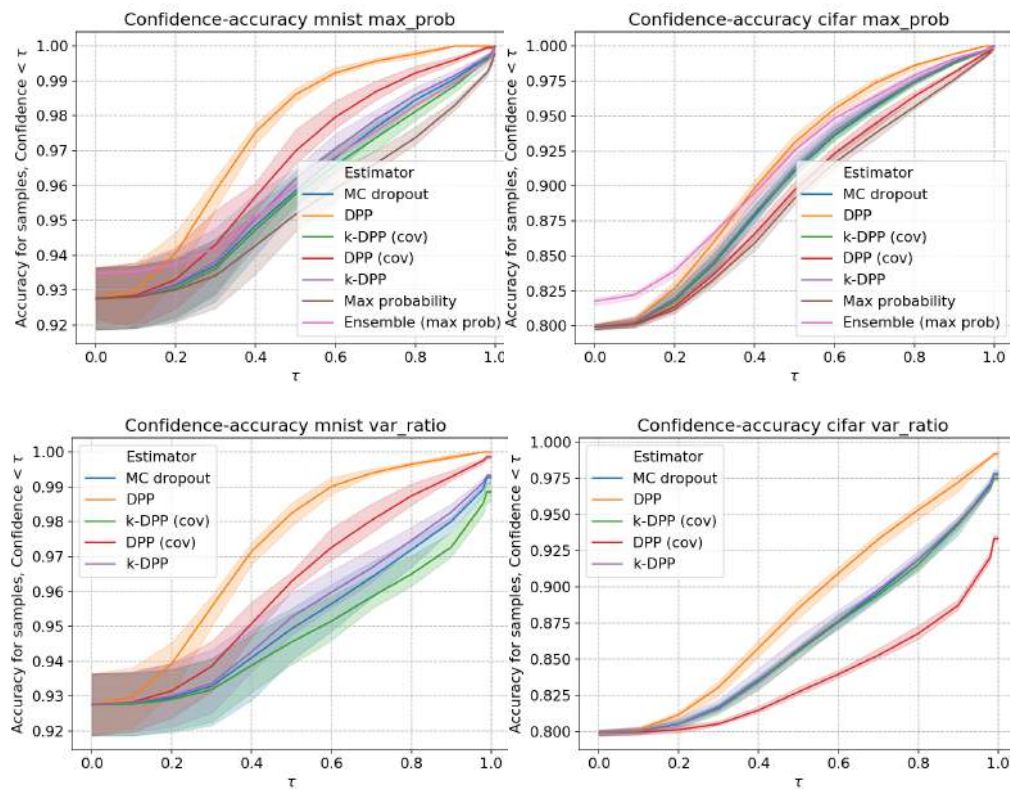 Confidence-accuracy mnist max_prob
Accuracy for samples, Confidence < τ
1.00
0.99
0.98
0.97
0.96
0.95
0.94
0.93
0.92
Estimator
MC dropout
DPP
k-DPP (cov)
DPP (cov)
k-DPP
Max probability
Ensemble (max prob)
0.0 0.2 0.4 0.6 0.8 1.0
τ
Confidence-accuracy cifar max_prob
Accuracy for samples, Confidence < τ
1.000
0.975
0.950
0.925
0.900
0.875
0.850
0.825
0.800
Estimator
MC dropout
DPP
k-DPP (cov)
DPP (cov)
k-DPP
Max probability
Ensemble (max prob)
0.0 0.2 0.4 0.6 0.8 1.0
τ
Confidence-accuracy mnist var_ratio
Accuracy for samples, Confidence < τ
1.00
0.99
0.98
0.97
0.96
0.95
0.94
0.93
0.92
Estimator
MC dropout
DPP
k-DPP (cov)
DPP (cov)
k-DPP
0.0 0.2 0.4 0.6 0.8 1.0
τ
Confidence-accuracy cifar var_ratio
Accuracy for samples, Confidence < τ
1.000
0.975
0.950
0.925
0.900
0.875
0.850
0.825
0.800
Estimator
MC dropout
DPP
k-DPP (cov)
DPP (cov)
k-DPP
0.0 0.2 0.4 0.6 0.8 1.0
τ